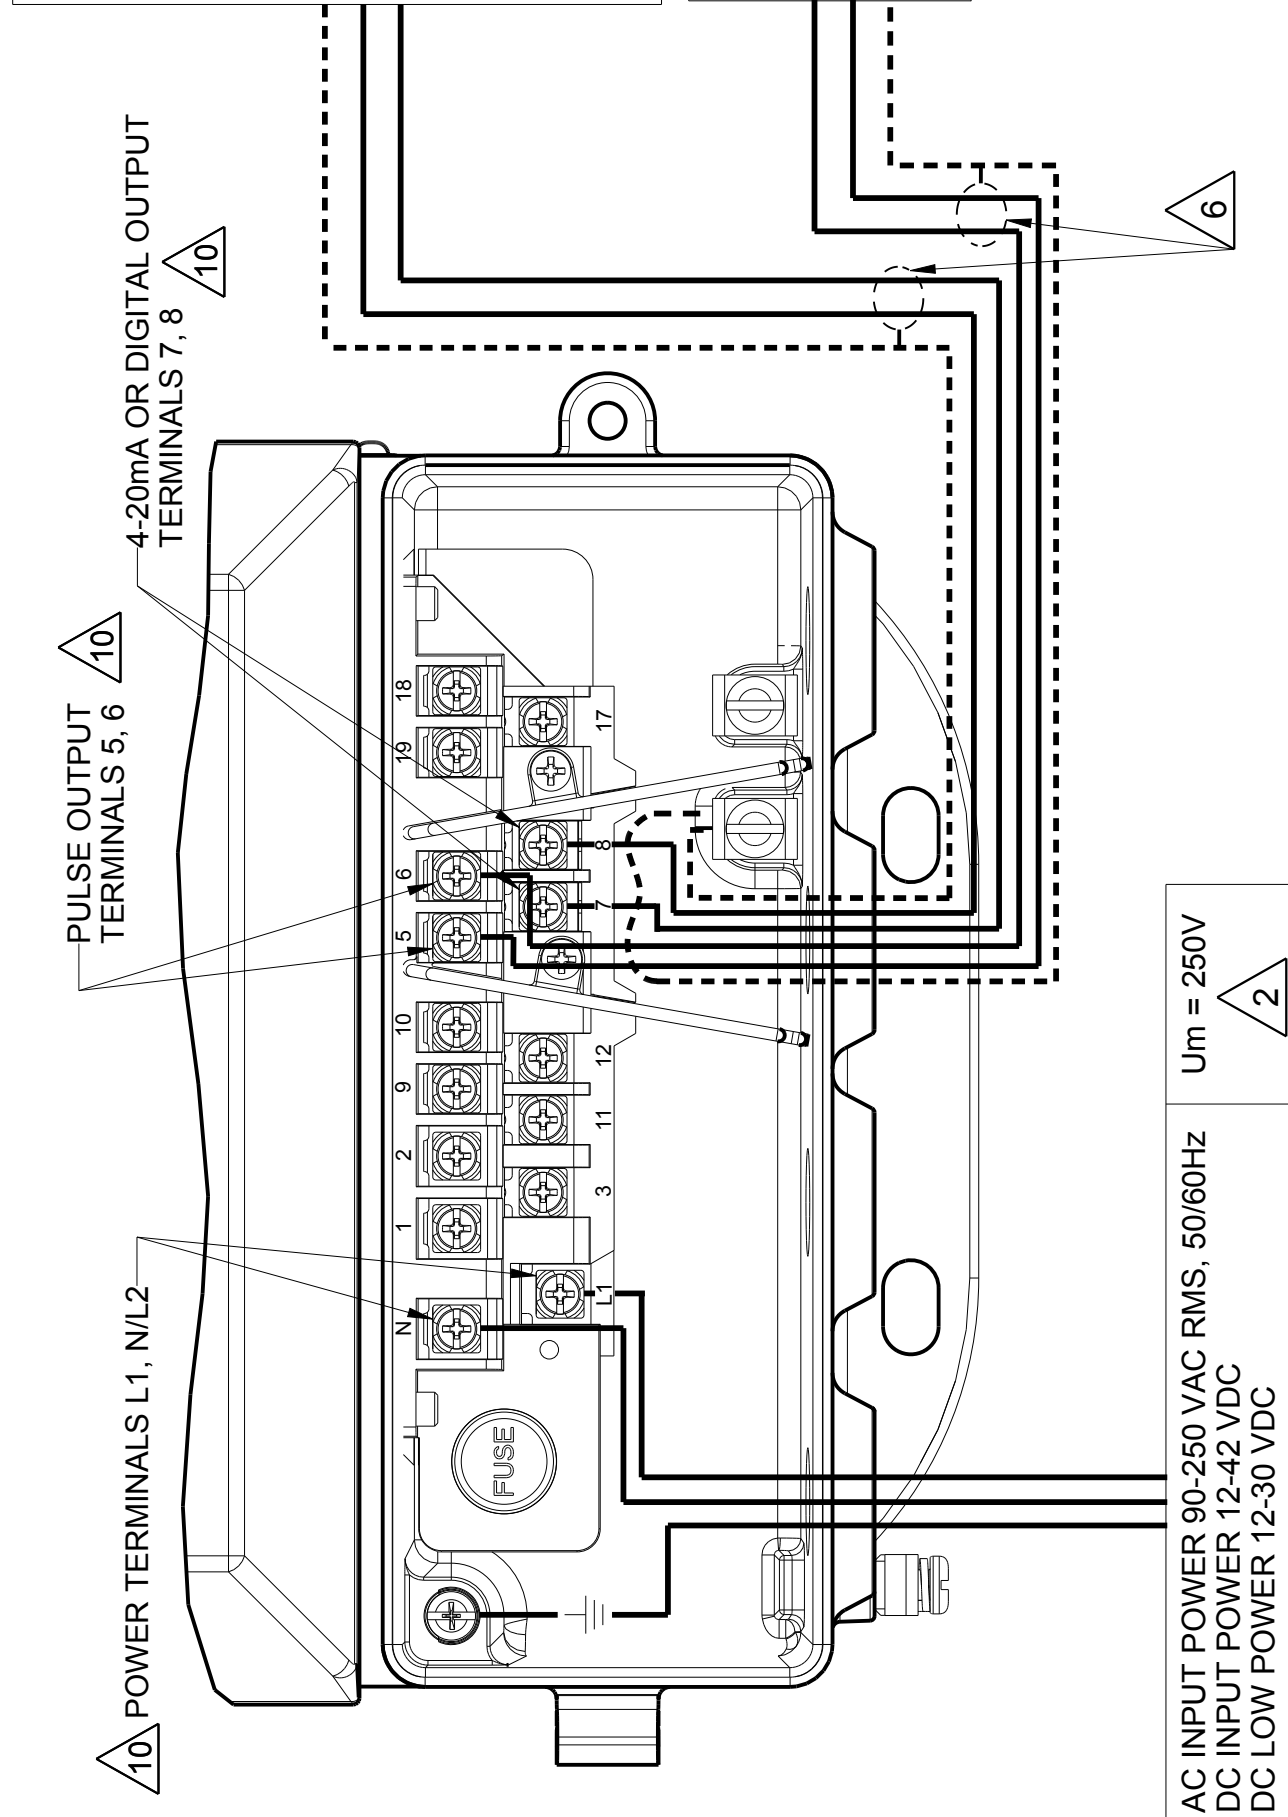 PULSE OUTPUT
TERMINALS 5, 6
10
10
POWER TERMINALS L1, N/L2
4-20mA OR DIGITAL OUTPUT
TERMINALS 7, 8
10
N 1 2 9 10 5 6 19 18
FUSE
L1 3 11 12 7 8 17
6
AC INPUT POWER 90-250 VAC RMS, 50/60Hz
DC INPUT POWER 12-42 VDC
DC LOW POWER 12-30 VDC
Um = 250V
2